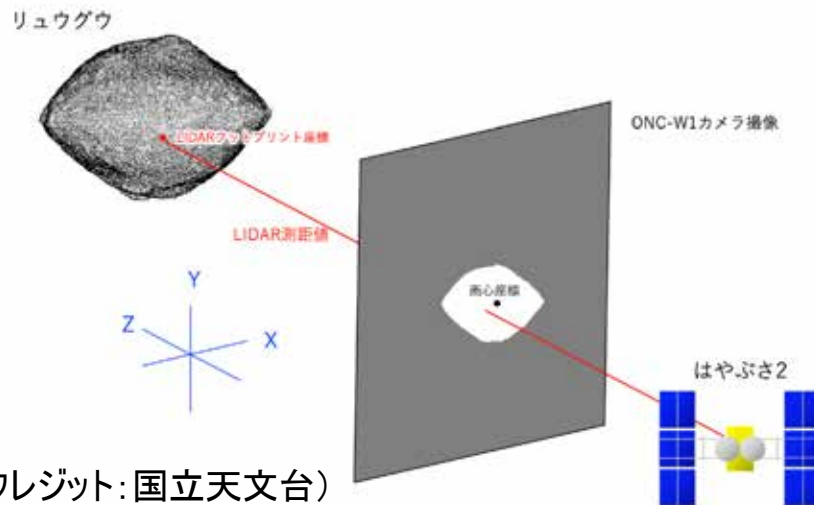 リュウグウ
LIDARフットプリント座標
ONC-W1カメラ撮像
LIDAR測距値
Y
Z
X
画心座標
はやぶさ2
レジット:国立天文台)